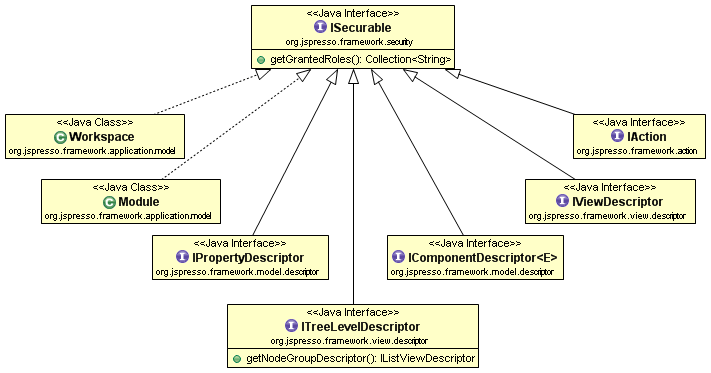 <<Java Interface>>
I ISecurable
org.jspresso.framework.security
getGrantedRoles(): Collection<String>
<<Java Class>>
C Workspace
org.jspresso.framework.application.model
<<Java Interface>>
I IAction
org.jspresso.framework.action
<<Java Class>>
C Module
org.jspresso.framework.application.model
<<Java Interface>>
I IViewDescriptor
org.jspresso.framework.view.descriptor
<<Java Interface>>
I IPropertyDescriptor
org.jspresso.framework.model.descriptor
<<Java Interface>>
I IComponentDescriptor<E>
org.jspresso.framework.model.descriptor
<<Java Interface>>
I ITreeLevelDescriptor
org.jspresso.framework.view.descriptor
getNodeGroupDescriptor(): IListViewDescriptor